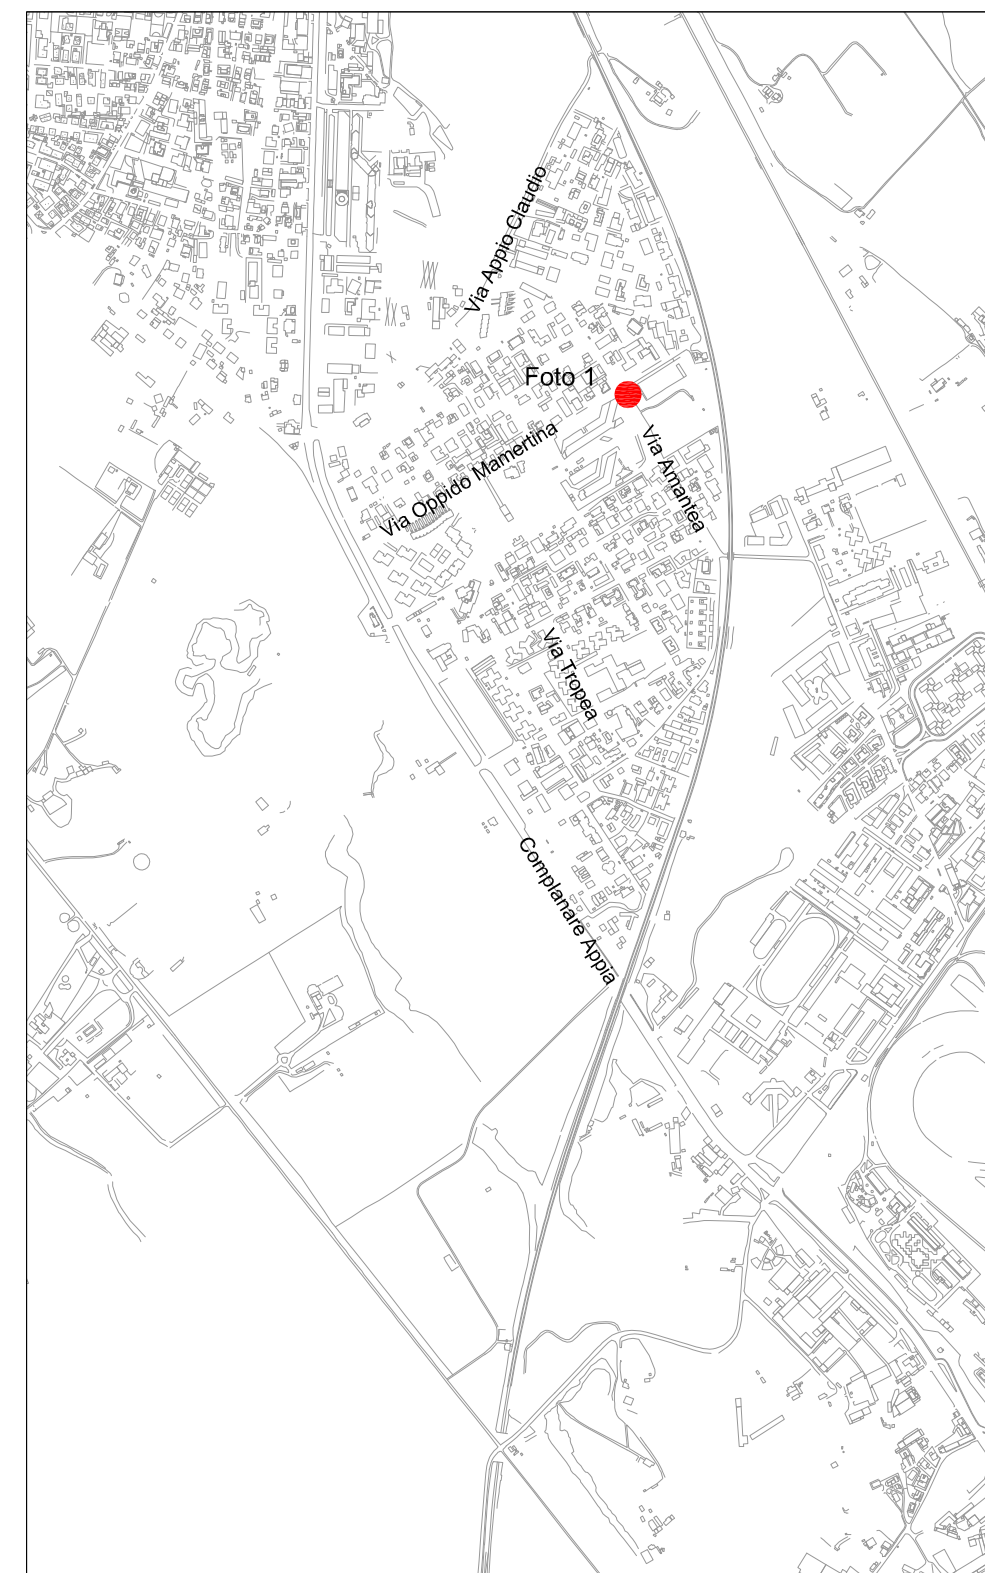 Via Appio Claudio
Foto 1
Via Oppido Mamertina
Via Amantea
Via Tropea
Complanare Appia